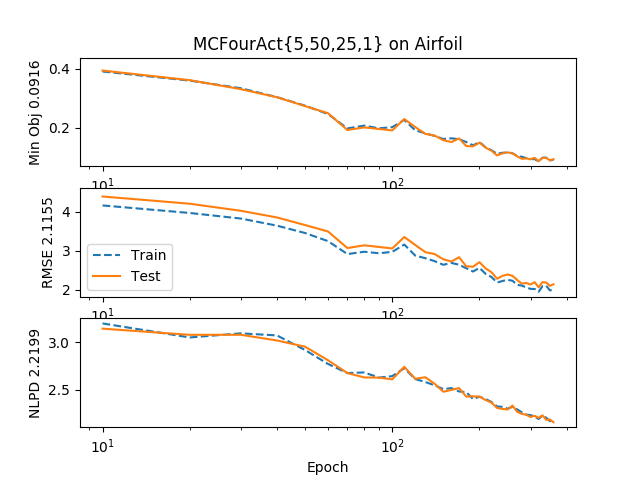 MCFourAct{5,50,25,1} on Airfoil
Min Obj 0.0916
0.4
0.2
10¹
10²
RMSE 2.1155
4
3
2
Train
Test
10¹
10²
NLPD 2.2199
3.0
2.5
10¹
10²
Epoch